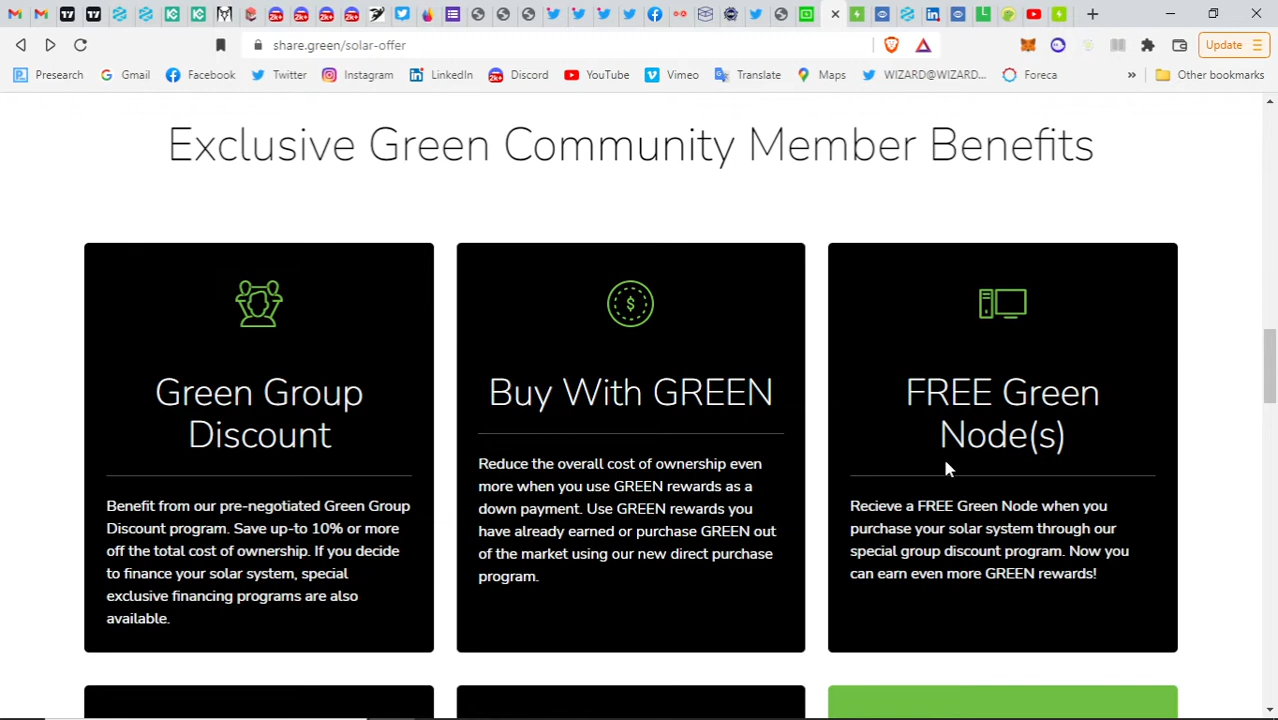 share.green/solar-offer
Update
Presearch
Gmail
Facebook
Twitter
Instagram
LinkedIn
Discord
YouTube
Vimeo
Translate
Maps
WIZARD@WIZARD...
Foreca
»
Other bookmarks
Exclusive Green Community Member Benefits
Green Group
Discount
Benefit from our pre-negotiated Green Group
Discount program. Save up-to 10% or more
off the total cost of ownership. If you decide
to finance your solar system, special
exclusive financing programs are also
available.
Buy With GREEN
Reduce the overall cost of ownership even
more when you use GREEN rewards as a
down payment. Use GREEN rewards you
have already earned or purchase GREEN out
of the market using our new direct purchase
program.
FREE Green
Node(s)
Recieve a FREE Green Node when you
purchase your solar system through our
special group discount program. Now you
can earn even more GREEN rewards!